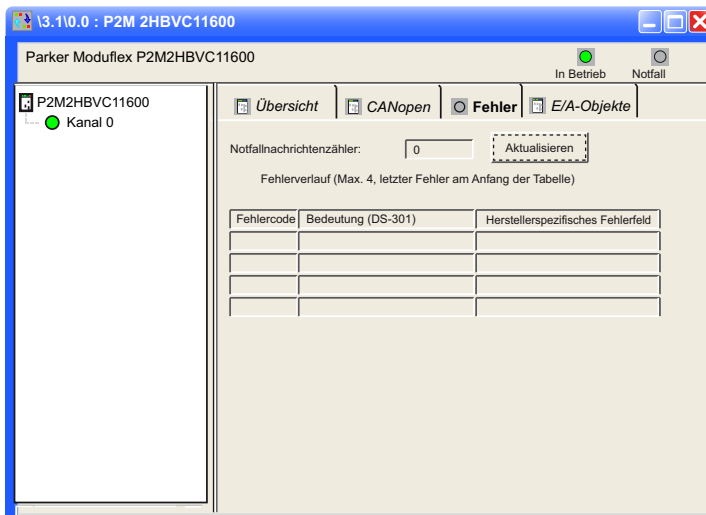 \3.1\0.0 : P2M 2HBVC11600
Parker Moduflex P2M2HBVC11600
In Betrieb Notfall
P2M2HBVC11600
Kanal 0
Übersicht CANopen Fehler E/A-Objekte
Notfallnachrichtenzähler: 0 Aktualisieren
Fehlerverlauf (Max. 4, letzter Fehler am Anfang der Tabelle)
Fehlercode Bedeutung (DS-301) Herstellerspezifisches Fehlerfeld